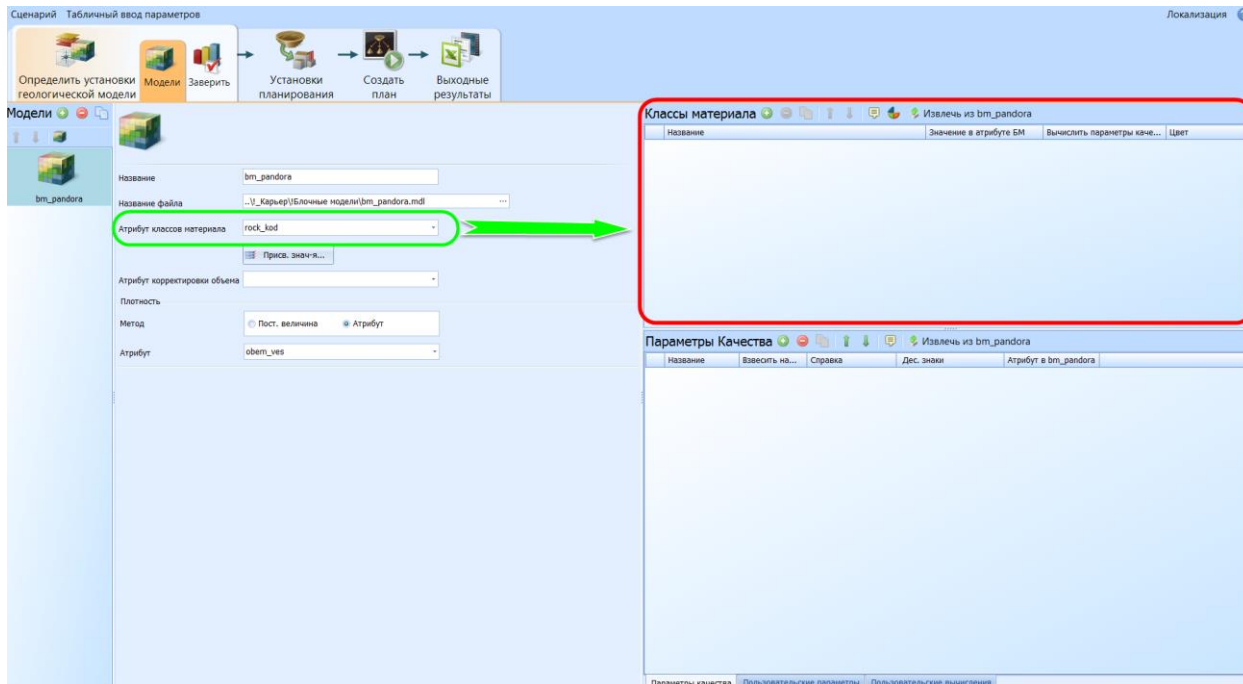 Сценарий Табличный ввод параметров
Локализация
Определить установки геологической модели
Модели
Заверить
Установки планирования
Создать план
Выходные результаты
Модели
bm_pandora
Название bm_pandora
Название файла ..\!_Карьер\!Блочные модели\bm_pandora.mdl ...
Атрибут классов материала rock_kod
Присв. знач-я...
Атрибут корректировки объема
Плотность
Метод Пост. величина Атрибут
Атрибут obem_ves
Классы материала Извлечь из bm_pandora
Название Значение в атрибуте БМ Вычислить параметры каче... Цвет
Параметры Качества Извлечь из bm_pandora
Название Взвесить на... Справка Дес. знаки Атрибут в bm_pandora
Параметры качества Пользовательские параметры Пользовательские вычисления